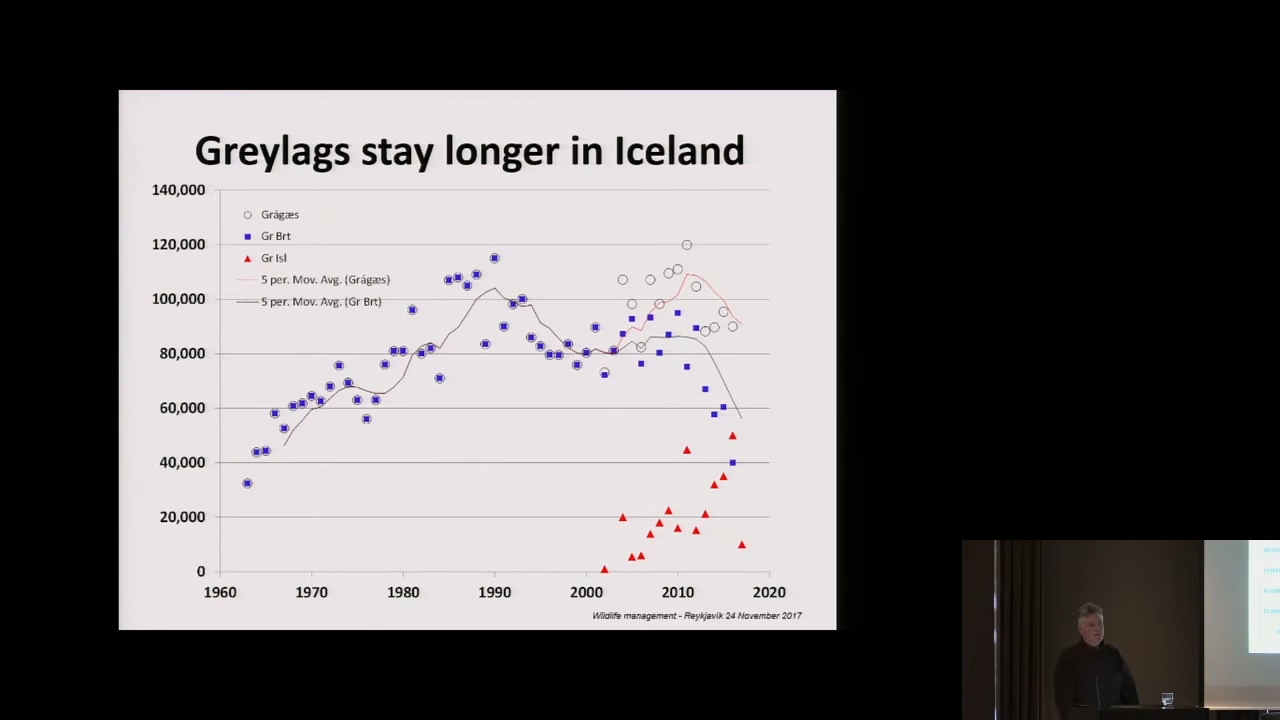 Greylags stay longer in Iceland
140,000
120,000
100,000
80,000
60,000
40,000
20,000
0
Grágæs
Gr Brt
Gr Isl
5 per. Mov. Avg. (Grágæs)
5 per. Mov. Avg. (Gr Brt)
1960 1970 1980 1990 2000 2010 2020
Wildlife management - Reykjavik 24 November 2017